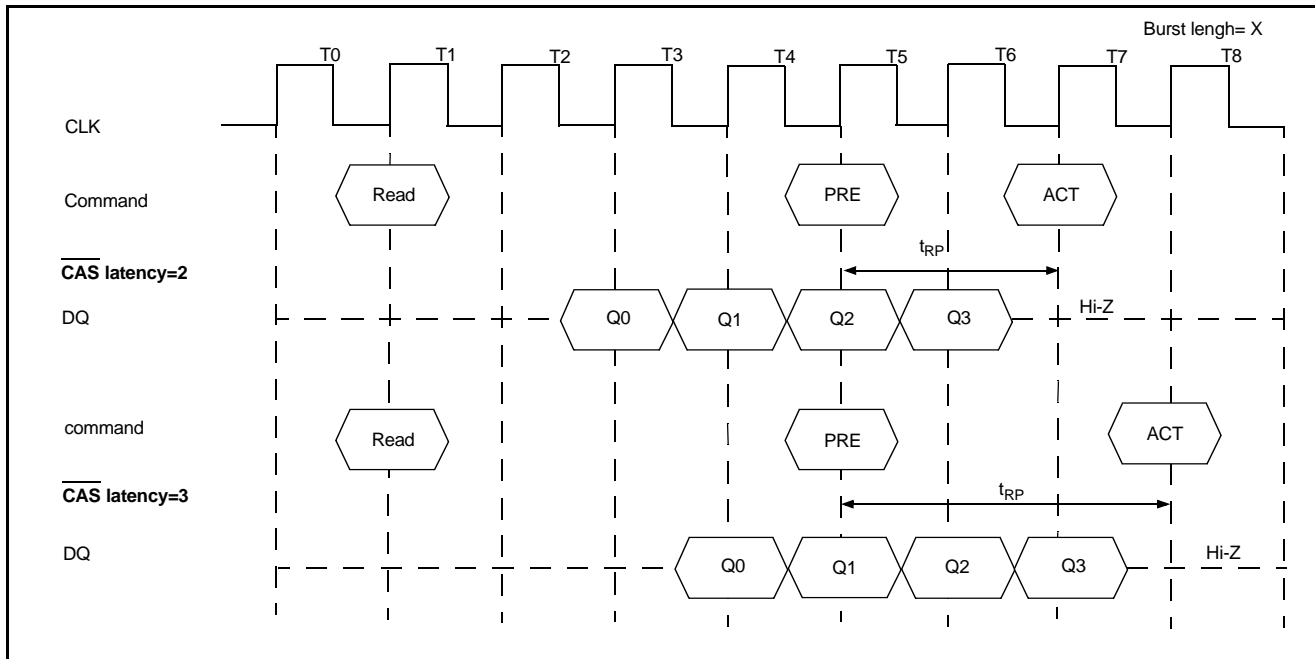 Burst lengh= X
T0 T1 T2 T3 T4 T5 T6 T7 T8
CLK
Command Read PRE ACT
CAS latency=2
tRP
DQ Q0 Q1 Q2 Q3 Hi-Z
command Read PRE ACT
CAS latency=3
tRP
DQ Q0 Q1 Q2 Q3 Hi-Z